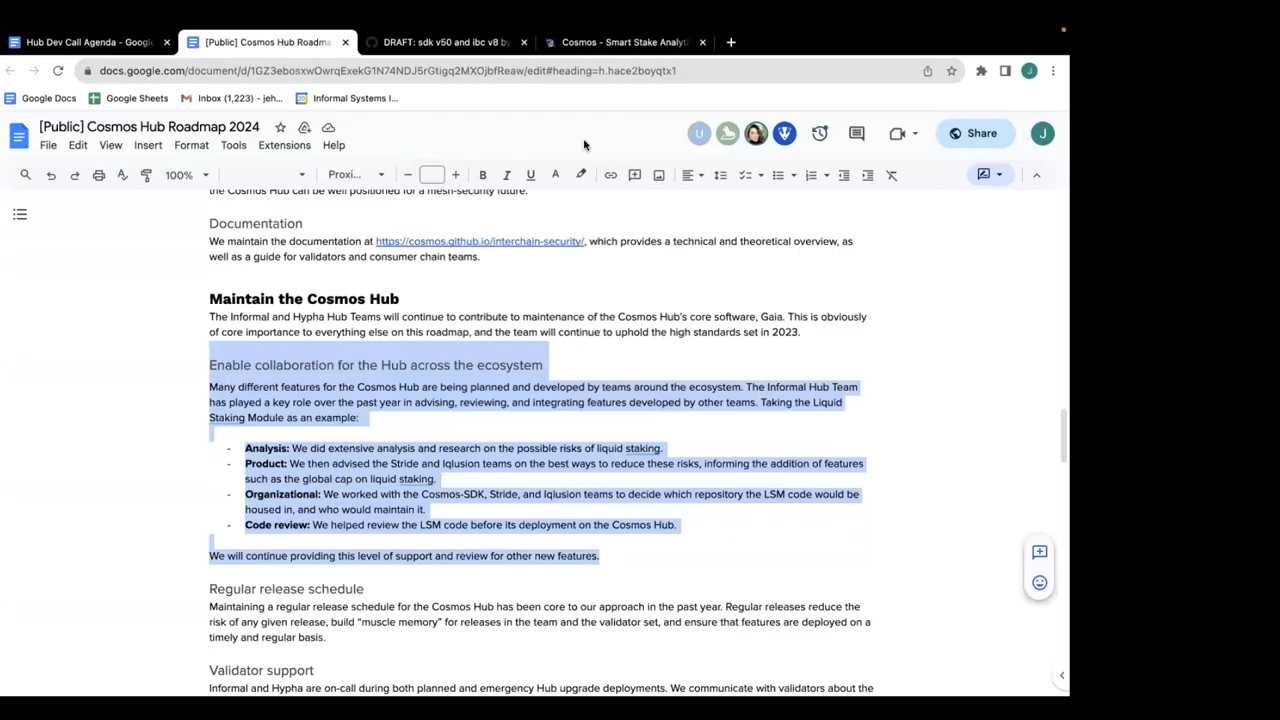 Hub Dev Call Agenda - Googl
[Public] Cosmos Hub Roadma
DRAFT: sdk v50 and ibc v8 by
Cosmos - Smart Stake Analyti
docs.google.com/document/d/1GZ3ebosxwOwrqExekG1N74NDJ5rGtigq2MXOjbfReaw/edit#heading=h.hace2boyqtx1
J
Google Docs
Google Sheets
Inbox (1,223) - jeh...
Informal Systems I...
[Public] Cosmos Hub Roadmap 2024
U
Share
J
File Edit View Insert Format Tools Extensions Help
100%
Proxi...
B I U A
the Cosmos Hub can be well positioned for a mesh-security future.
Documentation
We maintain the documentation at https://cosmos.github.io/interchain-security/, which provides a technical and theoretical overview, as
well as a guide for validators and consumer chain teams.
Maintain the Cosmos Hub
The Informal and Hypha Hub Teams will continue to contribute to maintenance of the Cosmos Hub's core software, Gaia. This is obviously
of core importance to everything else on this roadmap, and the team will continue to uphold the high standards set in 2023.
Enable collaboration for the Hub across the ecosystem
Many different features for the Cosmos Hub are being planned and developed by teams around the ecosystem. The Informal Hub Team
has played a key role over the past year in advising, reviewing, and integrating features developed by other teams. Taking the Liquid
Staking Module as an example:
- Analysis: We did extensive analysis and research on the possible risks of liquid staking.
- Product: We then advised the Stride and Iqlusion teams on the best ways to reduce these risks, informing the addition of features
such as the global cap on liquid staking.
- Organizational: We worked with the Cosmos-SDK, Stride, and Iqlusion teams to decide which repository the LSM code would be
housed in, and who would maintain it.
- Code review: We helped review the LSM code before its deployment on the Cosmos Hub.
We will continue providing this level of support and review for other new features.
Regular release schedule
Maintaining a regular release schedule for the Cosmos Hub has been core to our approach in the past year. Regular releases reduce the
risk of any given release, build "muscle memory" for releases in the team and the validator set, and ensure that features are deployed on a
timely and regular basis.
Validator support
Informal and Hypha are on-call during both planned and emergency Hub upgrade deployments. We communicate with validators about the